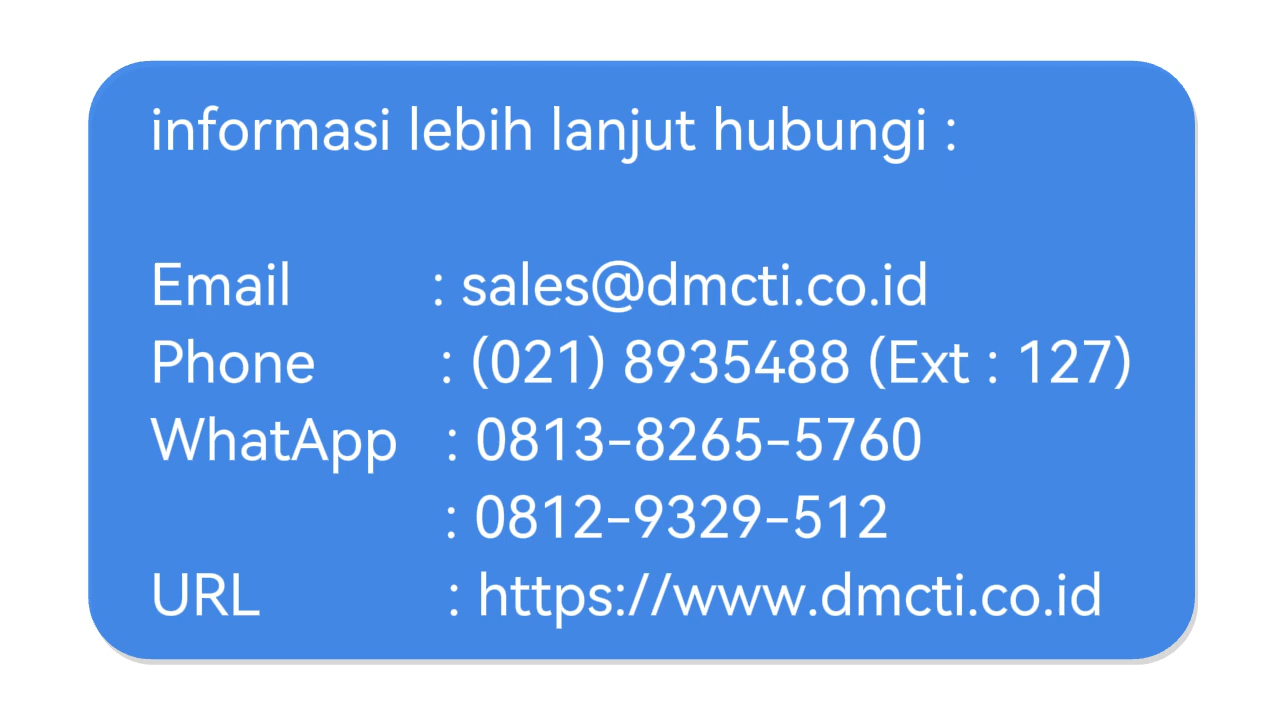 informasi lebih lanjut hubungi :
Email : sales@dmcti.co.id
Phone : (021) 8935488 (Ext : 127)
WhatApp : 0813-8265-5760
: 0812-9329-512
URL : https://www.dmcti.co.id